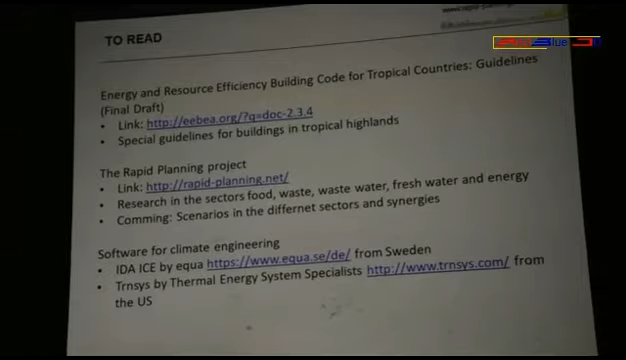 TO READ
Energy and Resource Efficiency Building Code for Tropical Countries: Guidelines
(Final Draft)
• Link: http://eebea.org/?q=doc-2.3.4
• Special guidelines for buildings in tropical highlands
The Rapid Planning project
• Link: http://rapid-planning.net/
• Research in the sectors food, waste, waste water, fresh water and energy
• Comming: Scenarios in the differnet sectors and synergies
Software for climate engineering
• IDA ICE by equa https://www.equa.se/de/ from Sweden
• Trnsys by Thermal Energy System Specialists http://www.trnsys.com/ from
the US